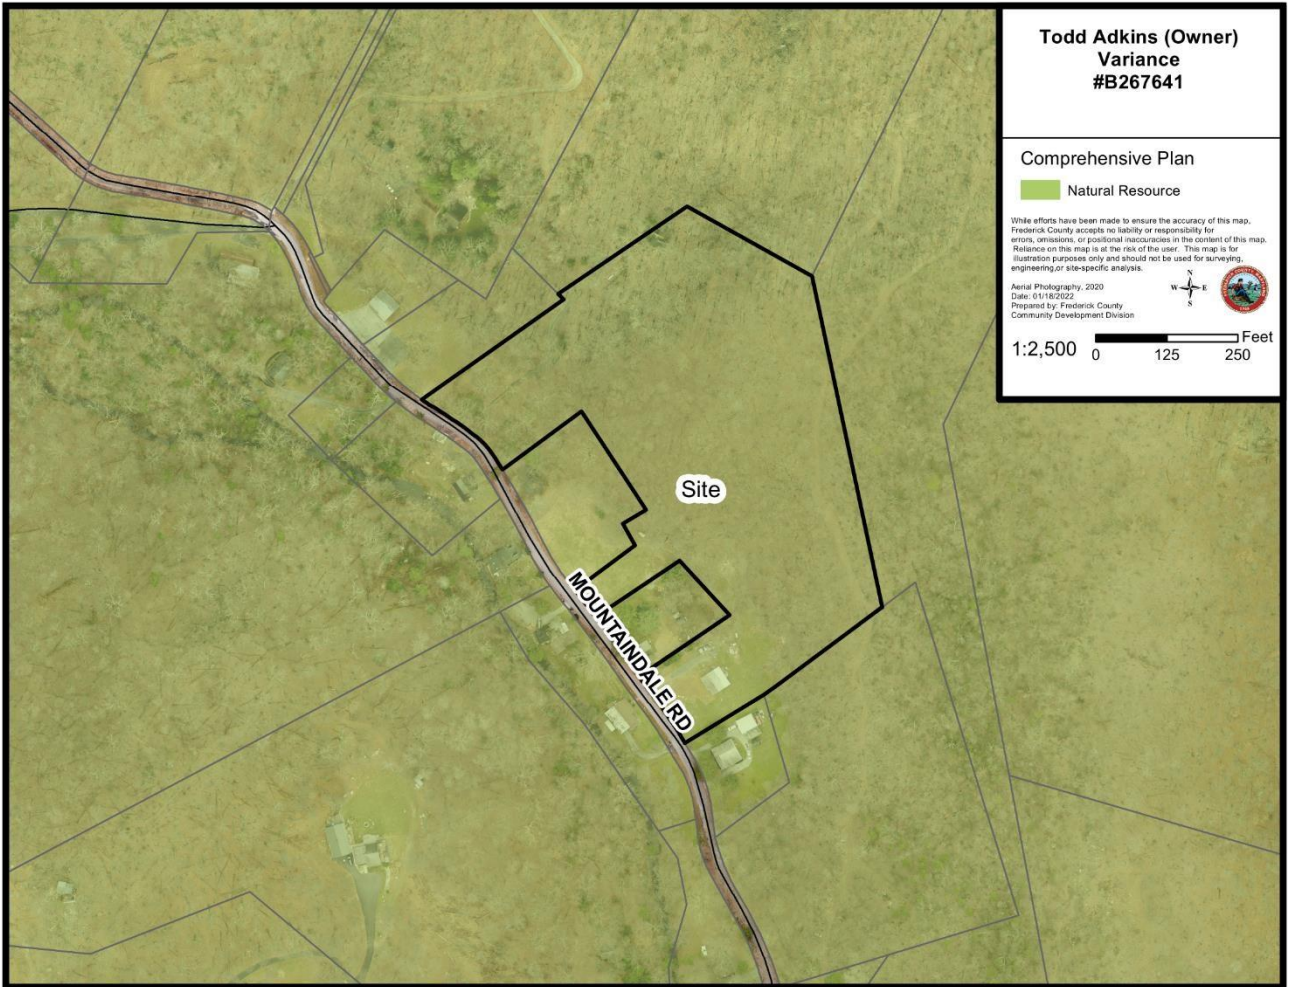 Todd Adkins (Owner)
Variance
#B267641
Comprehensive Plan
Natural Resource
While efforts have been made to ensure the accuracy of this map,
Frederick County accepts no liability or responsibility for
errors, omissions, or positional inaccuracies in the content of this map.
Reliance on this map is at the risk of the user. This map is for
illustration purposes only and should not be used for surveying,
engineering,or site-specific analysis.
Aerial Photography, 2020
Date: 01/18/2022
Prepared by: Frederick County
Community Development Division
N
W E
S
1:2,500
0 125 250 Feet
Site
MOUNTAINDALE RD